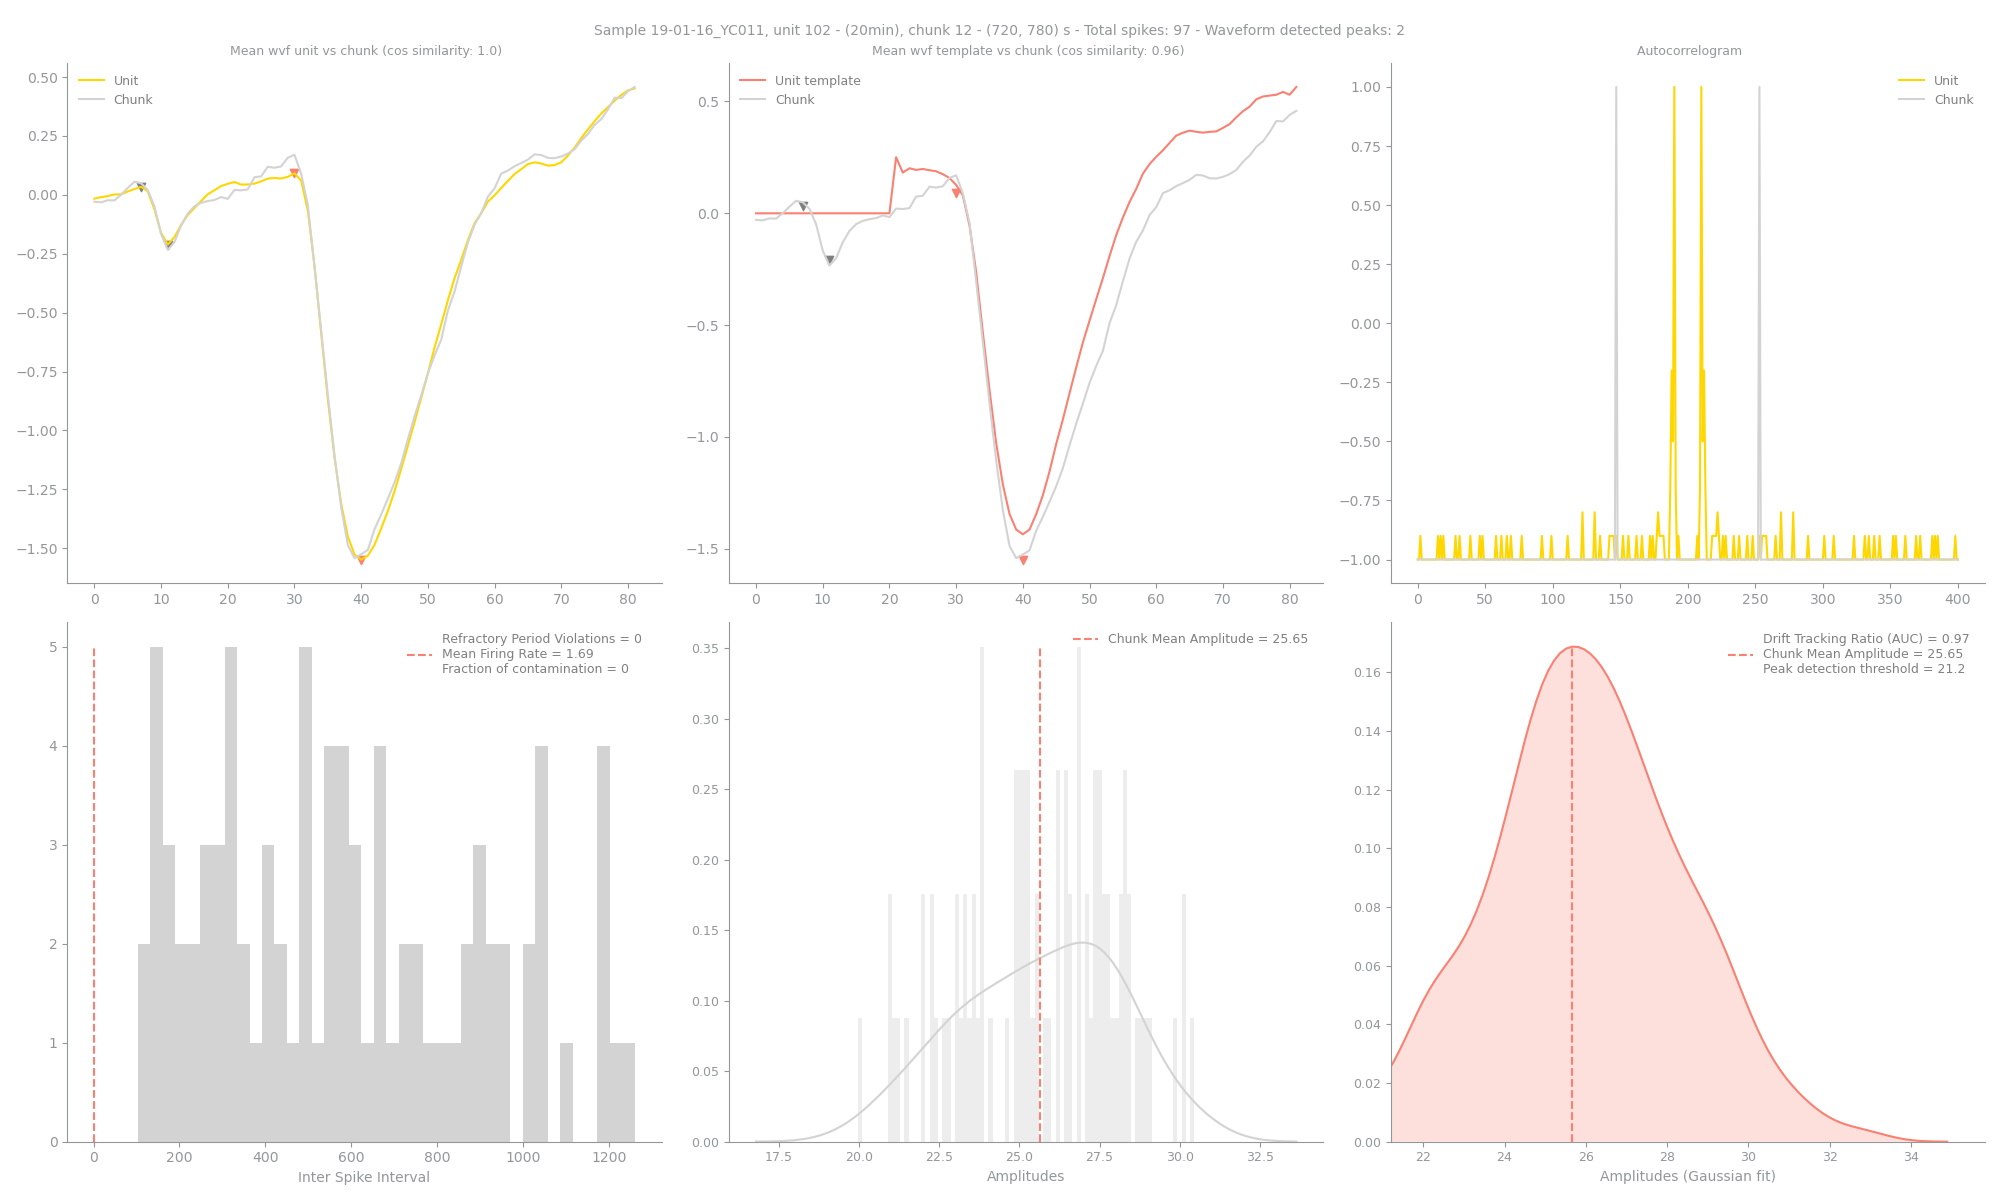 Sample 19-01-16_YC011, unit 102 - (20min), chunk 12 - (720, 780) s - Total spikes: 97 - Waveform detected peaks: 2
Mean wvf unit vs chunk (cos similarity: 1.0)
Unit
Chunk
0.50
0.25
0.00
−0.25
−0.50
−0.75
−1.00
−1.25
−1.50
0 10 20 30 40 50 60 70 80
Mean wvf template vs chunk (cos similarity: 0.96)
Unit template
Chunk
0.5
0.0
−0.5
−1.0
−1.5
0 10 20 30 40 50 60 70 80
Autocorrelogram
Unit
Chunk
1.00
0.75
0.50
0.25
0.00
−0.25
−0.50
−0.75
−1.00
0 50 100 150 200 250 300 350 400
Refractory Period Violations = 0
Mean Firing Rate = 1.69
Fraction of contamination = 0
5
4
3
2
1
0
0 200 400 600 800 1000 1200
Inter Spike Interval
Chunk Mean Amplitude = 25.65
0.35
0.30
0.25
0.20
0.15
0.10
0.05
0.00
17.5 20.0 22.5 25.0 27.5 30.0 32.5
Amplitudes
Drift Tracking Ratio (AUC) = 0.97
Chunk Mean Amplitude = 25.65
Peak detection threshold = 21.2
0.16
0.14
0.12
0.10
0.08
0.06
0.04
0.02
0.00
22 24 26 28 30 32 34
Amplitudes (Gaussian fit)